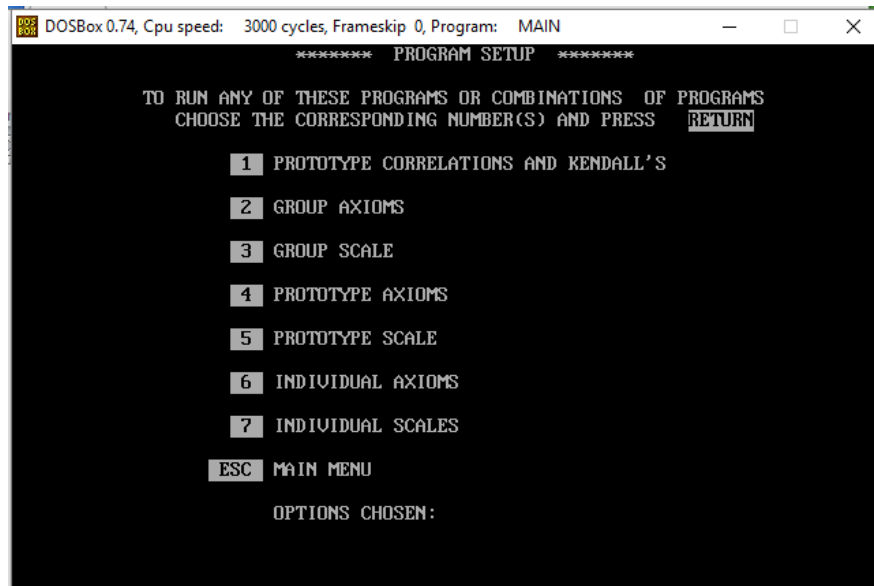 DOSBox 0.74, Cpu speed: 3000 cycles, Frameskip 0, Program: MAIN
******* PROGRAM SETUP *******
TO RUN ANY OF THESE PROGRAMS OR COMBINATIONS OF PROGRAMS
CHOOSE THE CORRESPONDING NUMBER(S) AND PRESS RETURN
1 PROTOTYPE CORRELATIONS AND KENDALL'S
2 GROUP AXIOMS
3 GROUP SCALE
4 PROTOTYPE AXIOMS
5 PROTOTYPE SCALE
6 INDIVIDUAL AXIOMS
7 INDIVIDUAL SCALES
ESC MAIN MENU
OPTIONS CHOSEN: